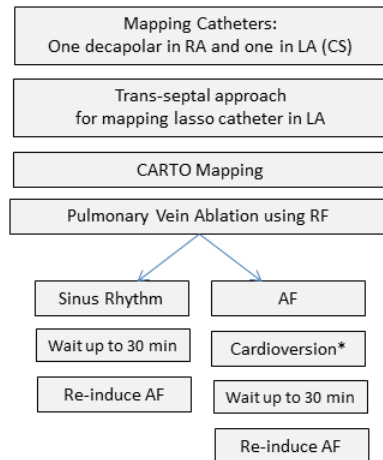 Mapping Catheters:
One decapolar in RA and one in LA (CS)
Trans-septal approach
for mapping lasso catheter in LA
CARTO Mapping
Pulmonary Vein Ablation using RF
Sinus Rhythm
Wait up to 30 min
Re-induce AF
AF
Cardioversion*
Wait up to 30 min
Re-induce AF